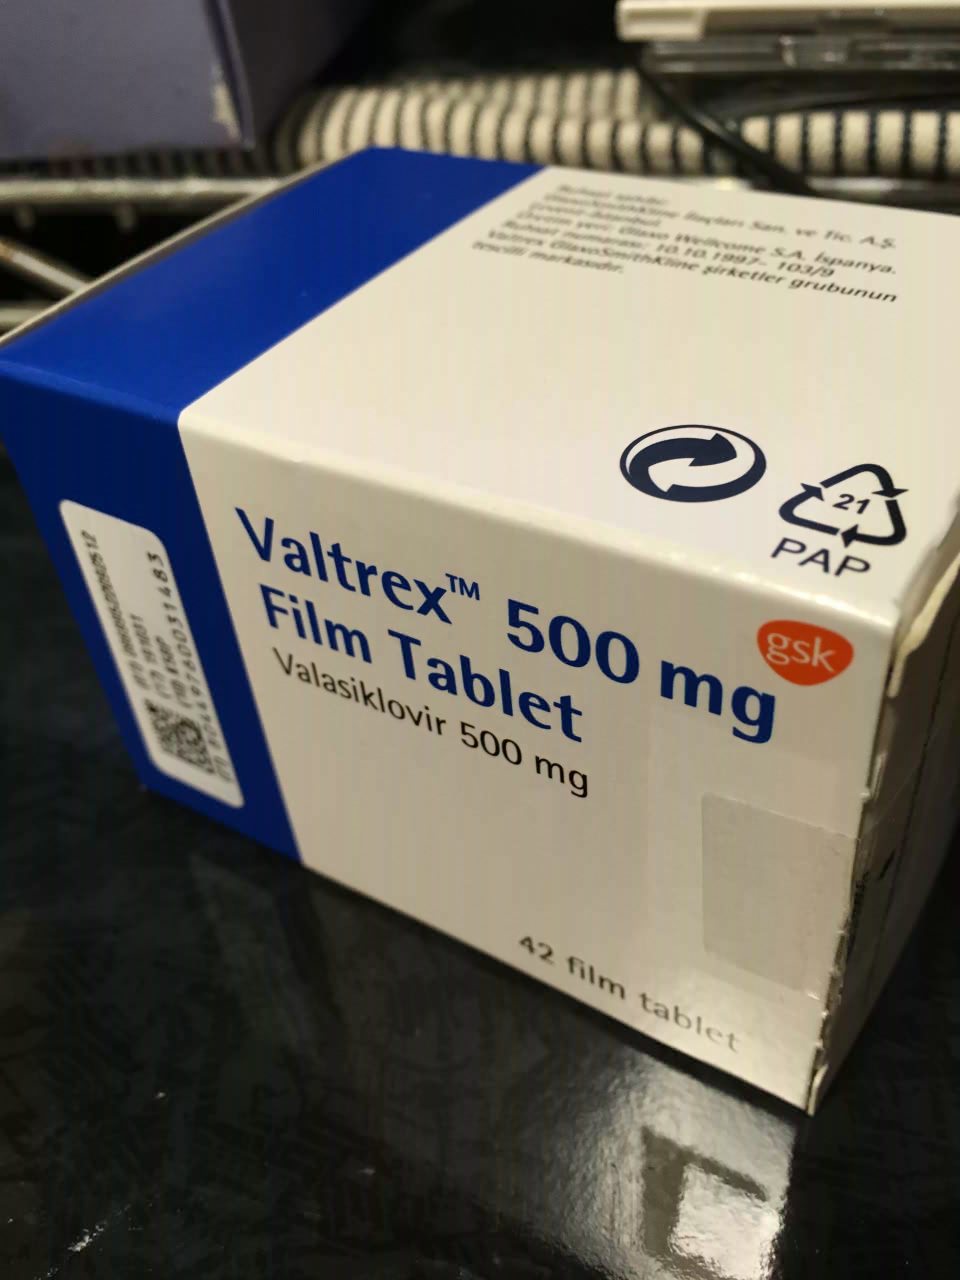 Ruhsat sahibi:
GlaxoSmithKline İlaçları San. ve Tic. A.Ş.
Levent-İstanbul.
Üretim yeri: Glaxo Wellcome S.A. İspanya.
Ruhsat numarası: 10.10.1997- 103/9
Valtrex GlaxoSmithKline şirketler grubunun
tescilli markasıdır.
21
PAP
Valtrex™ 500 mg
Film Tablet
Valasiklovir 500 mg
gsk
42 film tablet